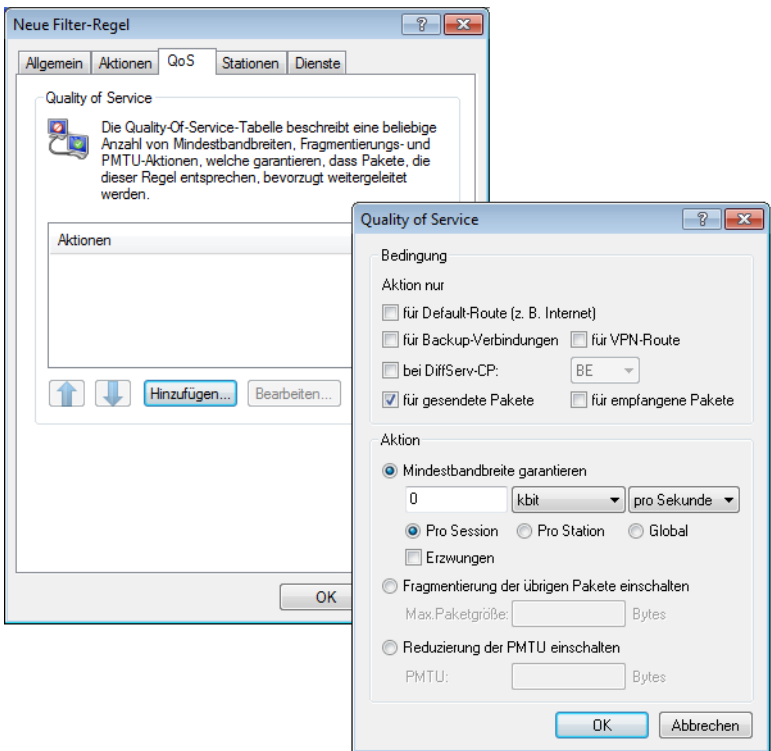 Neue Filter-Regel
Allgemein Aktionen QoS Stationen Dienste
Quality of Service
Die Quality-Of-Service-Tabelle beschreibt eine beliebige
Anzahl von Mindestbandbreiten, Fragmentierungs- und
PMTU-Aktionen, welche garantieren, dass Pakete, die
dieser Regel entsprechen, bevorzugt weitergeleitet
werden.
Aktionen
Hinzufügen... Bearbeiten...
OK
Quality of Service
Bedingung
Aktion nur
für Default-Route (z. B. Internet)
für Backup-Verbindungen für VPN-Route
bei DiffServ-CP: BE
für gesendete Pakete für empfangene Pakete
Aktion
Mindestbandbreite garantieren
0 kbit pro Sekunde
Pro Session Pro Station Global
Erzwungen
Fragmentierung der übrigen Pakete einschalten
Max.Paketgröße: Bytes
Reduzierung der PMTU einschalten
PMTU: Bytes
OK Abbrechen